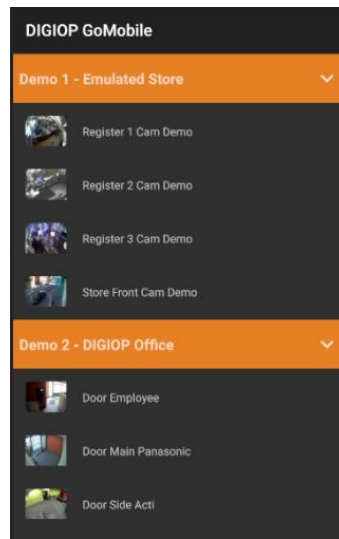 DIGIOP GoMobile
Demo 1 - Emulated Store
Register 1 Cam Demo
Register 2 Cam Demo
Register 3 Cam Demo
Store Front Cam Demo
Demo 2 - DIGIOP Office
Door Employee
Door Main Panasonic
Door Side Acti